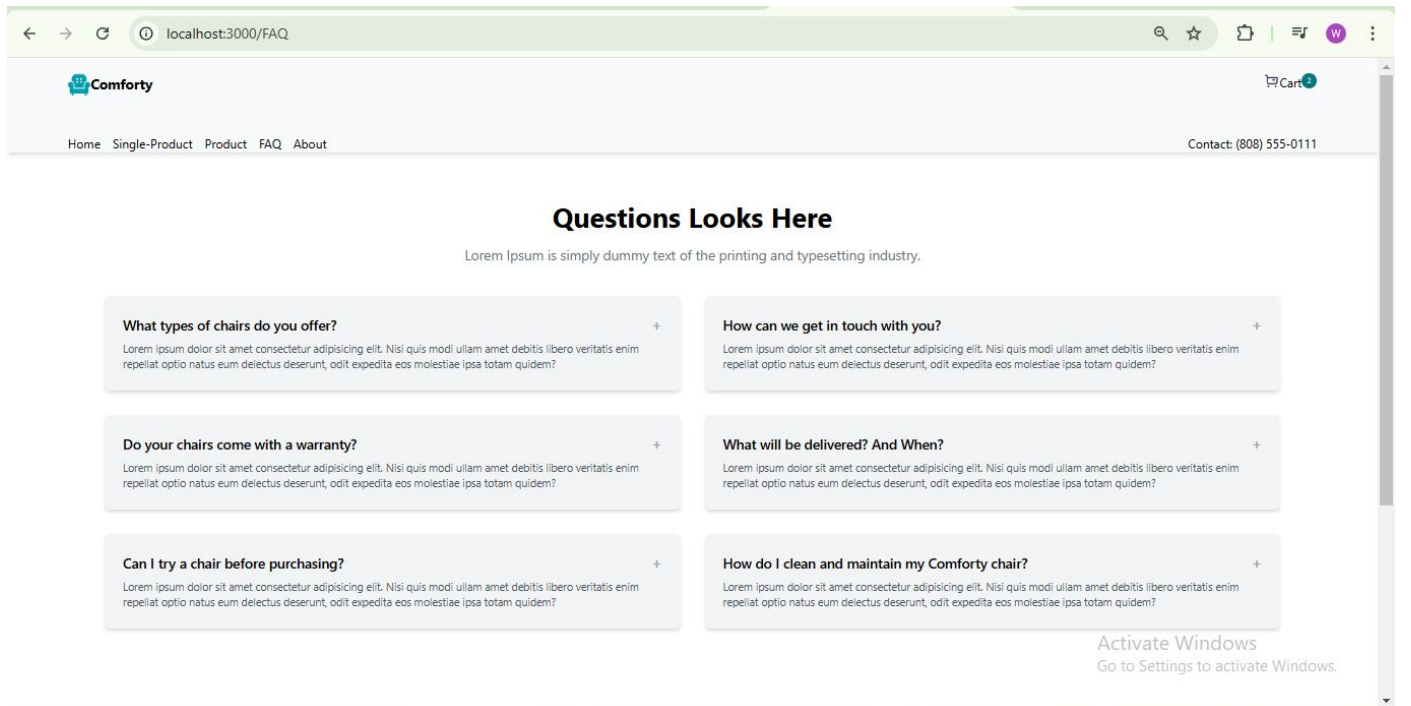 localhost:3000/FAQ
W
Comforty
Cart 2
Home Single-Product Product FAQ About
Contact: (808) 555-0111
Questions Looks Here
Lorem Ipsum is simply dummy text of the printing and typesetting industry.
What types of chairs do you offer? +
Lorem ipsum dolor sit amet consectetur adipisicing elit. Nisi quis modi ullam amet debitis libero veritatis enim
repellat optio natus eum delectus deserunt, odit expedita eos molestiae ipsa totam quidem?
How can we get in touch with you? +
Lorem ipsum dolor sit amet consectetur adipisicing elit. Nisi quis modi ullam amet debitis libero veritatis enim
repellat optio natus eum delectus deserunt, odit expedita eos molestiae ipsa totam quidem?
Do your chairs come with a warranty? +
Lorem ipsum dolor sit amet consectetur adipisicing elit. Nisi quis modi ullam amet debitis libero veritatis enim
repellat optio natus eum delectus deserunt, odit expedita eos molestiae ipsa totam quidem?
What will be delivered? And When? +
Lorem ipsum dolor sit amet consectetur adipisicing elit. Nisi quis modi ullam amet debitis libero veritatis enim
repellat optio natus eum delectus deserunt, odit expedita eos molestiae ipsa totam quidem?
Can I try a chair before purchasing? +
Lorem ipsum dolor sit amet consectetur adipisicing elit. Nisi quis modi ullam amet debitis libero veritatis enim
repellat optio natus eum delectus deserunt, odit expedita eos molestiae ipsa totam quidem?
How do I clean and maintain my Comforty chair? +
Lorem ipsum dolor sit amet consectetur adipisicing elit. Nisi quis modi ullam amet debitis libero veritatis enim
repellat optio natus eum delectus deserunt, odit expedita eos molestiae ipsa totam quidem?
Activate Windows
Go to Settings to activate Windows.